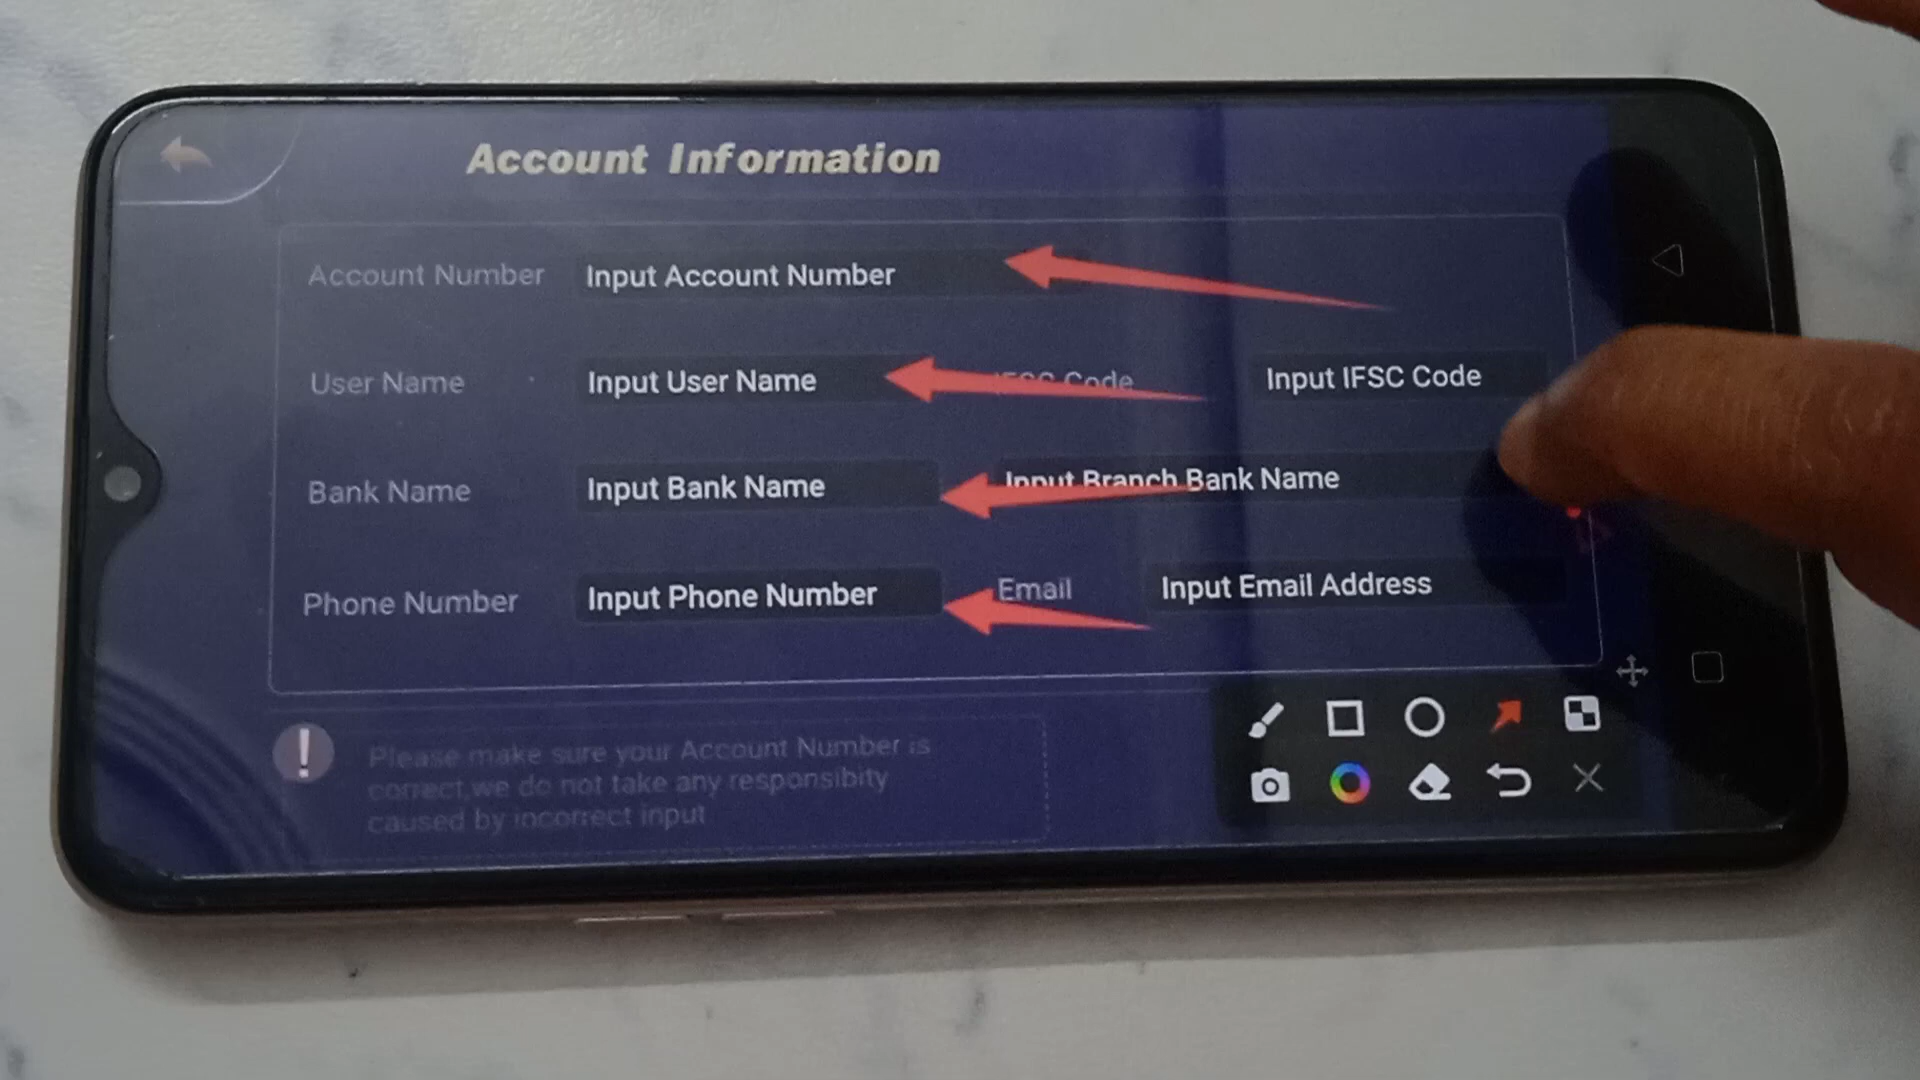 Account Information
Account Number Input Account Number
User Name Input User Name IFSC Code Input IFSC Code
Bank Name Input Bank Name Input Branch Bank Name
Phone Number Input Phone Number Email Input Email Address
Please make sure your Account Number is
correct,we do not take any responsibity
caused by incorrect input